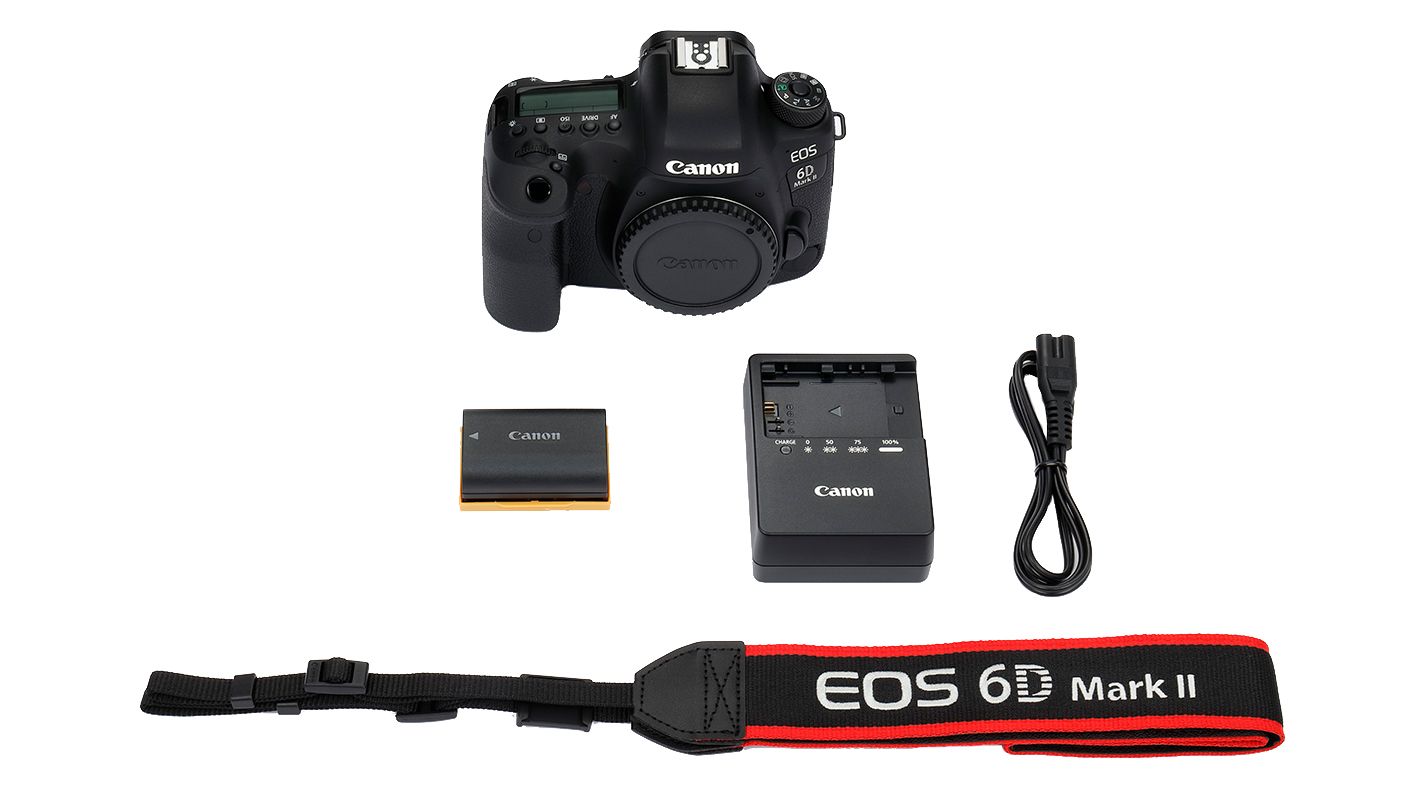 AF
DRIVE
ISO
Canon
EOS
6D
Mark II
Canon
Canon
CHARGE 0 50 75 100%
Canon
EOS 6D Mark II